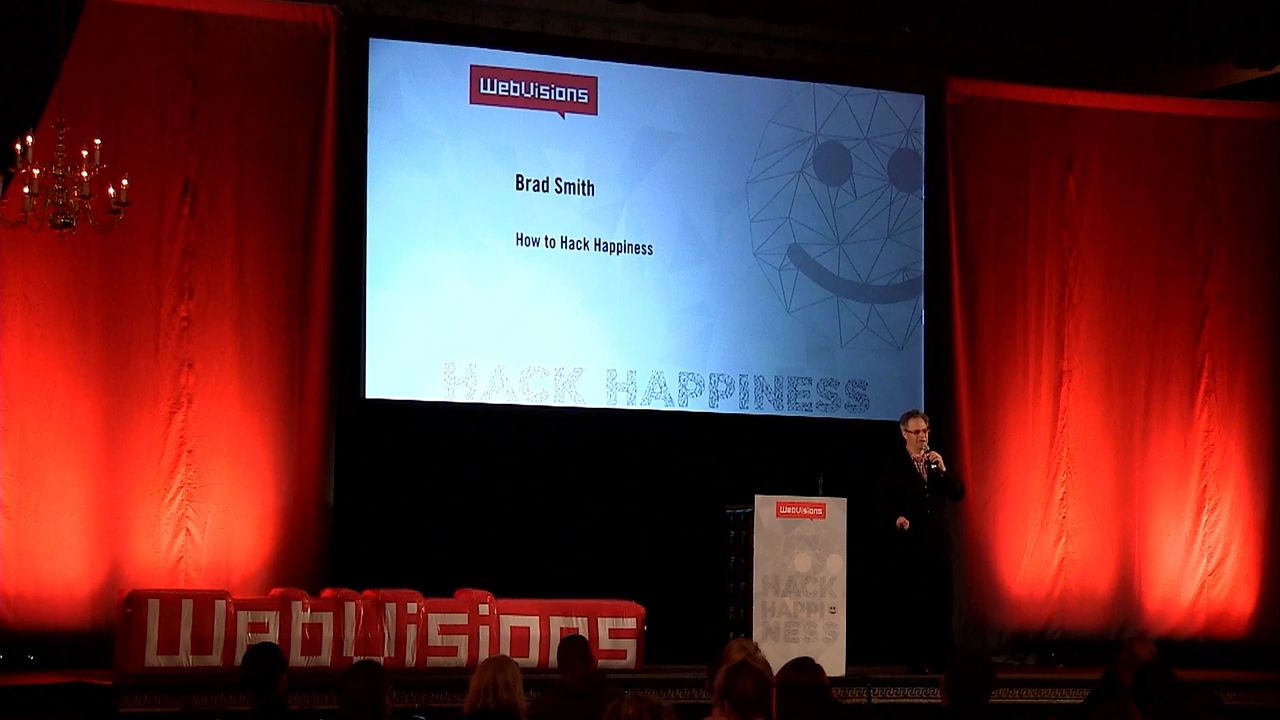 WebVisions
Brad Smith
How to Hack Happiness
HACK HAPPINESS
WebVisions
HACK
HAPPI
NESS
WebVisions